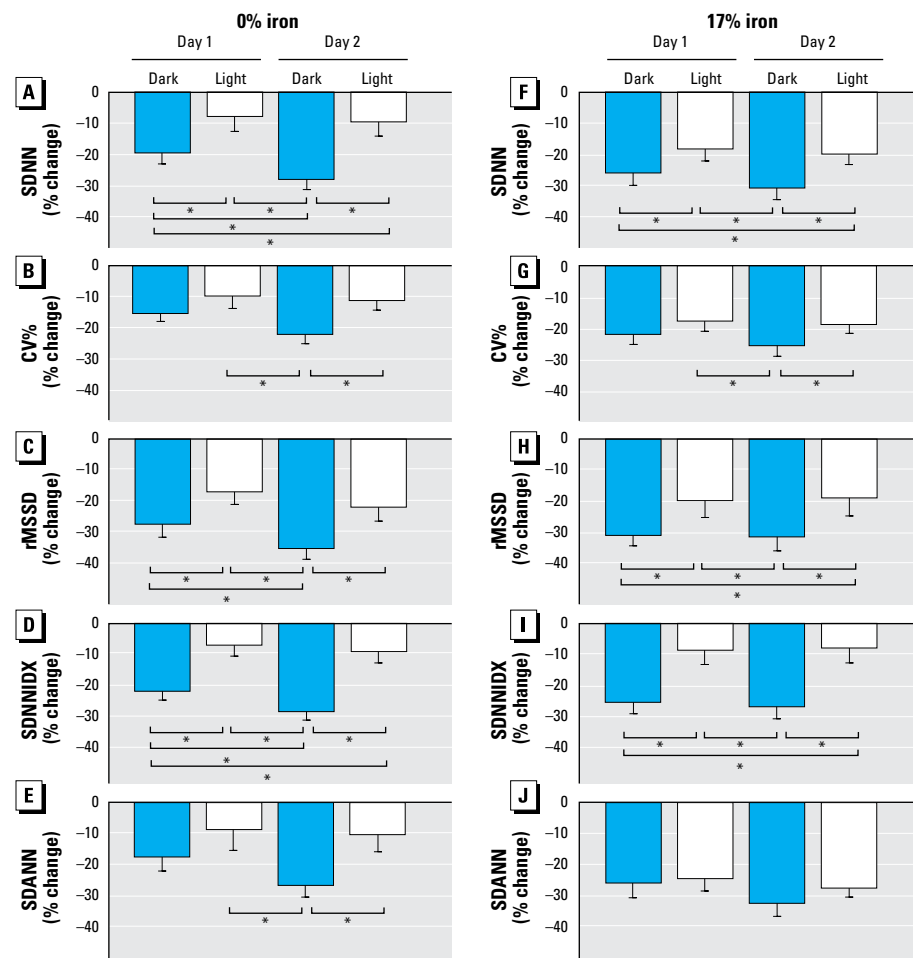 0% iron
17% iron
Day 1 Day 2
Day 1 Day 2
Dark Light Dark Light
Dark Light Dark Light
A
SDNN
(% change)
0
–10
–20
–30
–40
* * *
*
*
F
SDNN
(% change)
0
–10
–20
–30
–40
* * *
*
B
CV%
(% change)
0
–10
–20
–30
–40
* *
G
CV%
(% change)
0
–10
–20
–30
–40
* *
C
rMSSD
(% change)
0
–10
–20
–30
–40
* * *
*
H
rMSSD
(% change)
0
–10
–20
–30
–40
* * *
*
D
SDNNIDX
(% change)
0
–10
–20
–30
–40
* * *
*
*
I
SDNNIDX
(% change)
0
–10
–20
–30
–40
* * *
*
E
SDANN
(% change)
0
–10
–20
–30
–40
* *
J
SDANN
(% change)
0
–10
–20
–30
–40